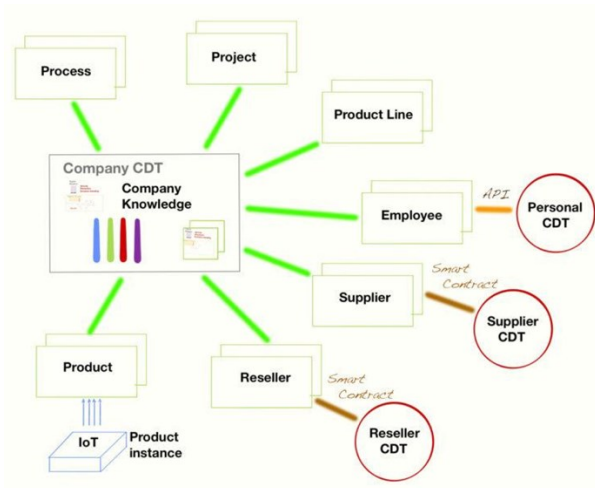 Process
Project
Product Line
Company CDT
Company
Knowledge
Employee
API
Personal
CDT
Supplier
Smart
Contract
Supplier
CDT
Product
Reseller
Smart
Contract
Reseller
CDT
IoT
Product
instance